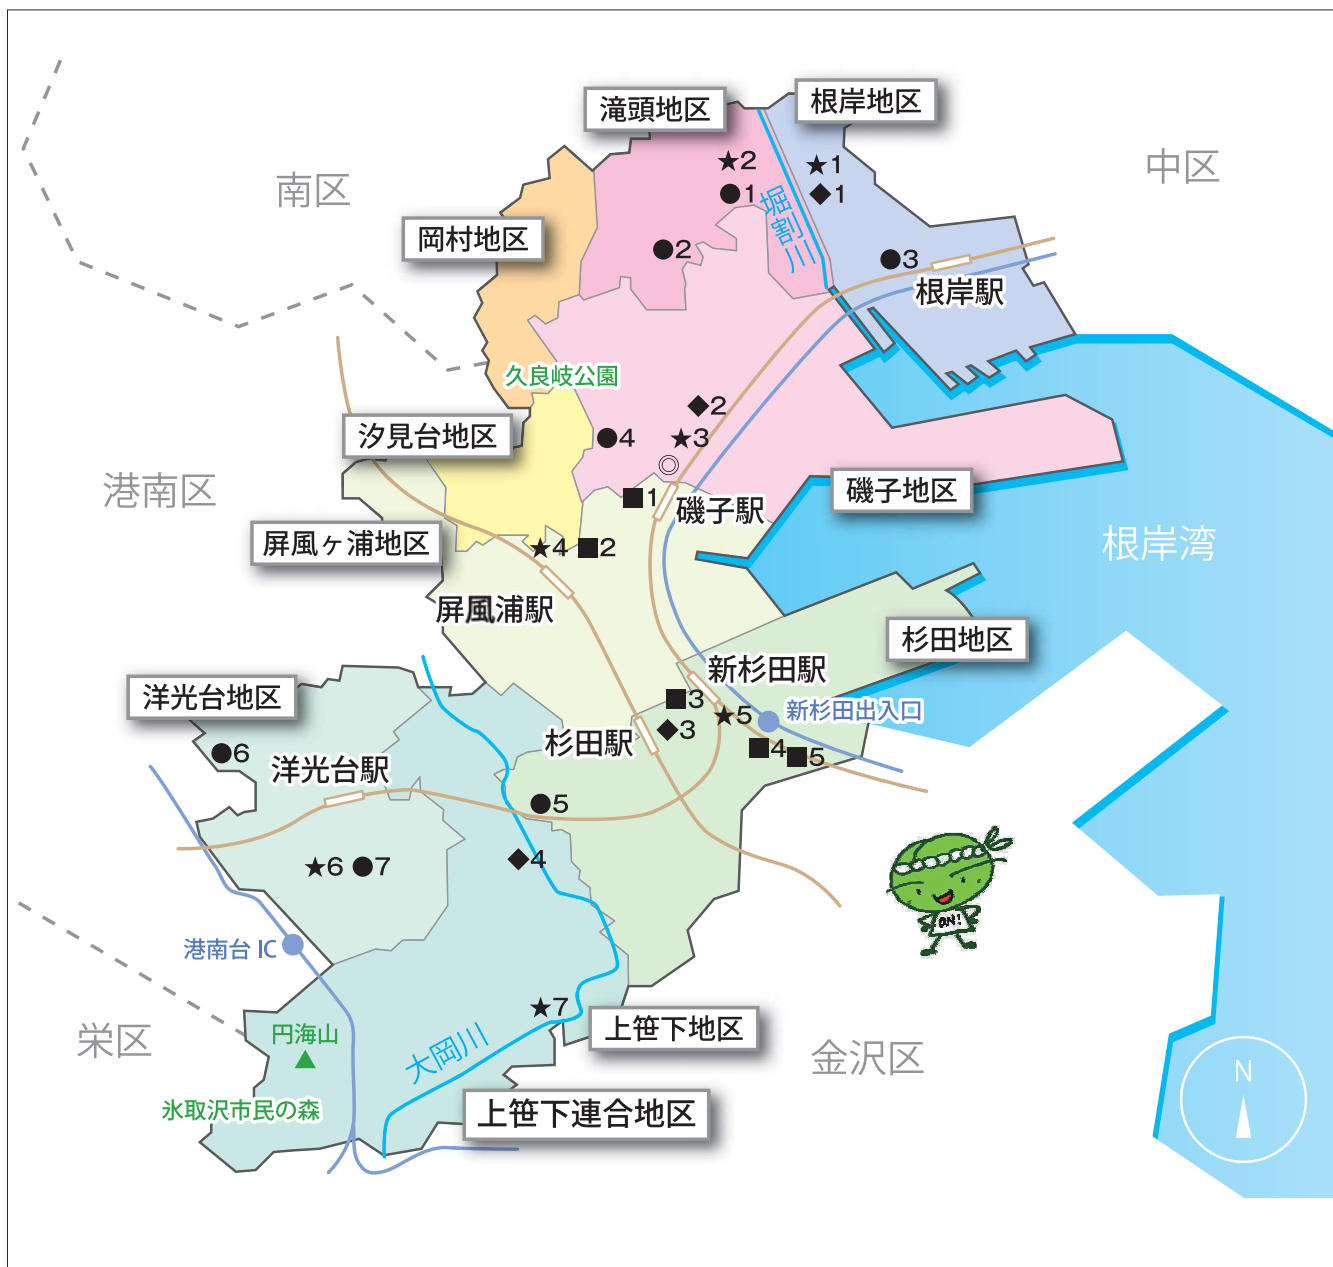 滝頭地区
根岸地区
中区
南区
★2
★1
●1
◆1
堀割川
岡村地区
●2
●3
根岸駅
久良岐公園
◆2
汐見台地区
●4
★3
◎
港南区
磯子地区
■1
磯子駅
屏風ヶ浦地区
★4
■2
根岸湾
屏風浦駅
杉田地区
新杉田駅
洋光台地区
■3
★5
新杉田出入口
◆3
杉田駅
■4
■5
●6
洋光台駅
●5
★6
●7
◆4
ON!
港南台 IC
★7
上笹下地区
栄区
円海山
▲
大岡川
金沢区
N
氷取沢市民の森
上笹下連合地区